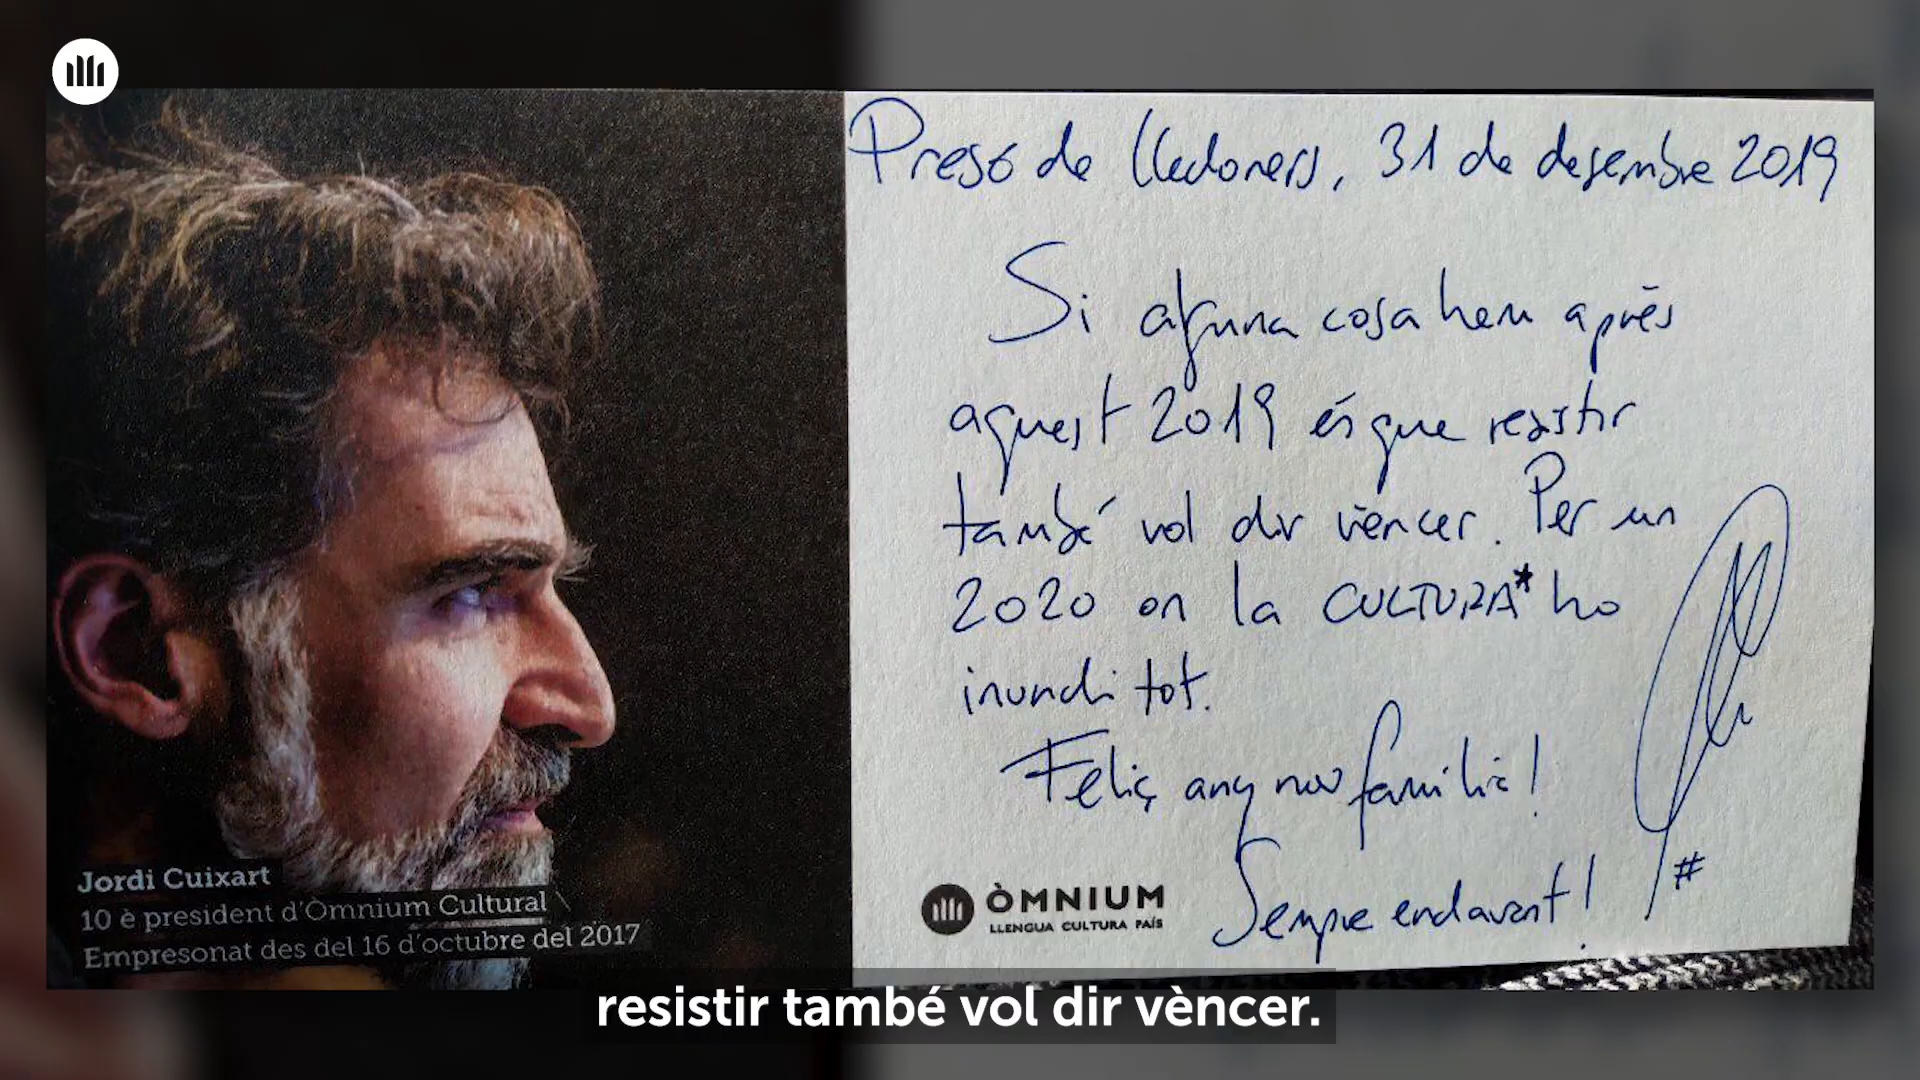 Presó de Lledoners, 31 de desembre 2019
Si alguna cosa hem après
aquest 2019 és que resistir
també vol dir vèncer. Per un
2020 on la CULTURA* ho
inundi tot.
Feliç any nou família!
Sempre endavant!
#
ÒMNIUM
LLENGUA CULTURA PAÍS
Jordi Cuixart
10 è president d'Òmnium Cultural \
Empresonat des del 16 d'octubre del 2017
resistir també vol dir vèncer.